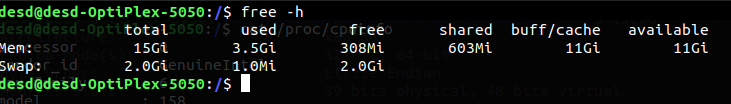 desd@desd-OptiPlex-5050:/$ free -h
total used free shared buff/cache available
Mem: 15Gi 3.5Gi 308Mi 603Mi 11Gi 11Gi
Swap: 2.0Gi 1.0Mi 2.0Gi
desd@desd-OptiPlex-5050:/$